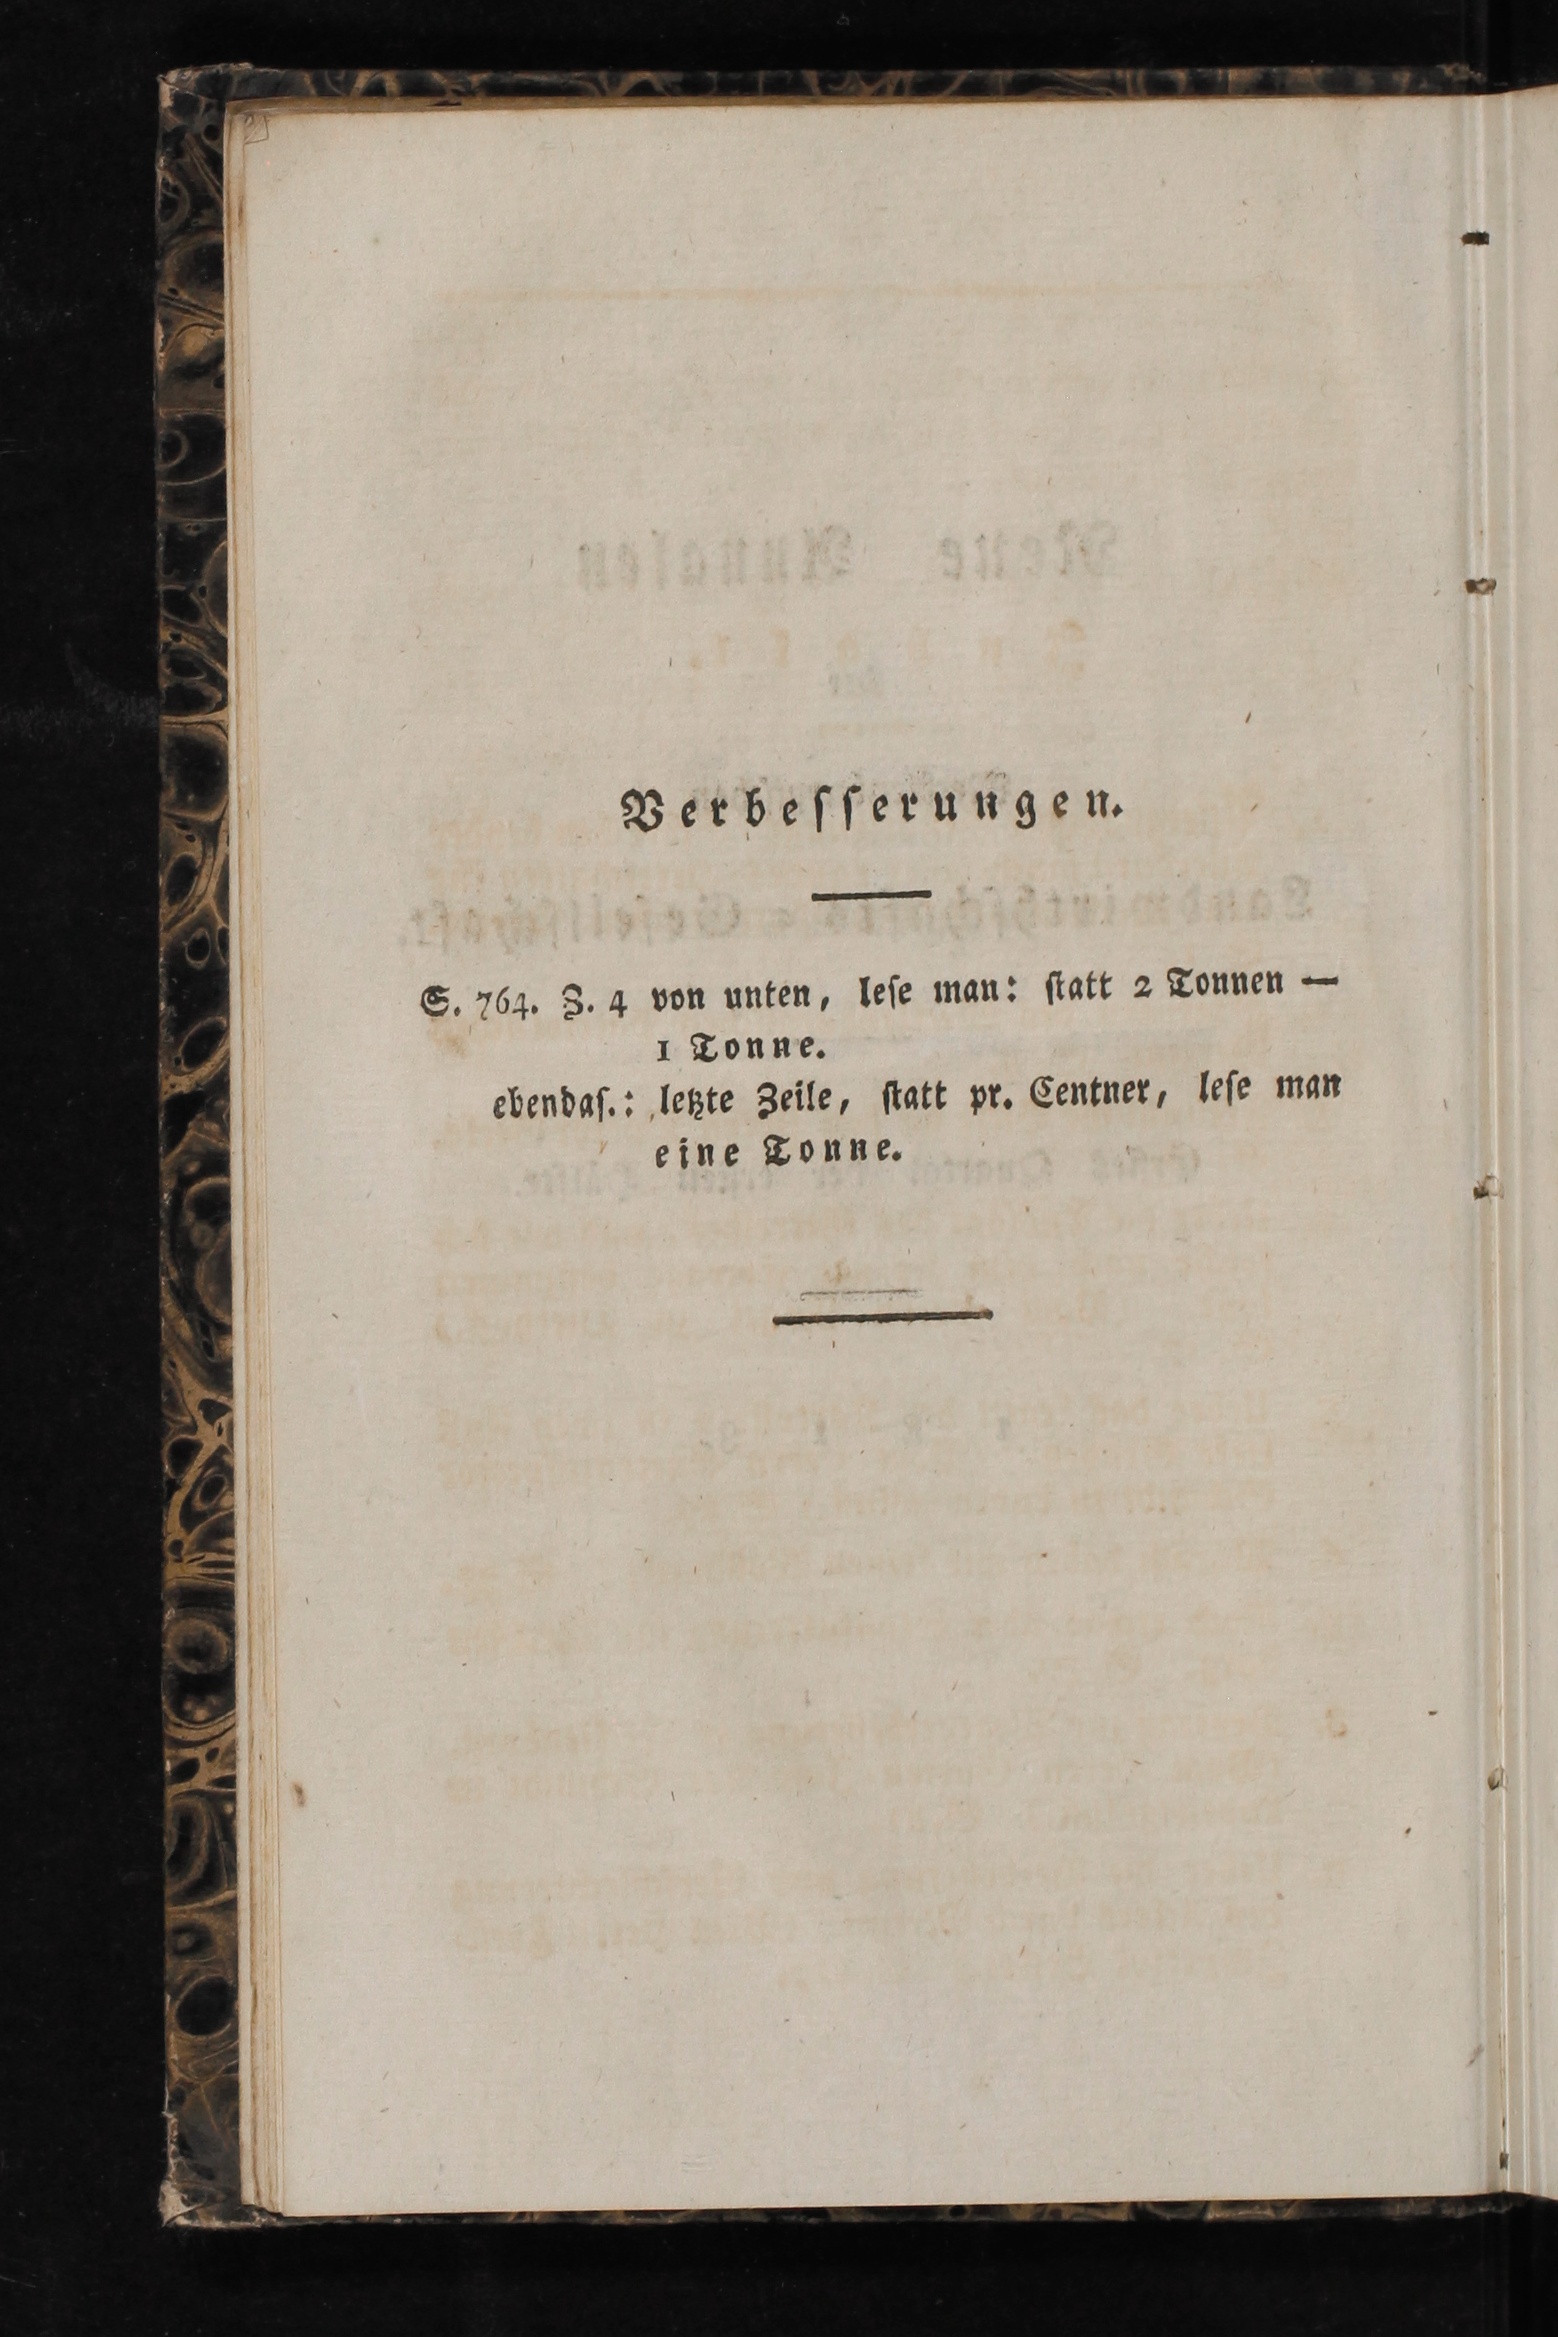 Verbeſſerungen.
S. 764. Z. 4 von unten, leſe man: ſtatt 2 Tonnen —
1 Tonne.
ebendaſ.: letzte Zeile, ſtatt pr. Centner, leſe man
eine Tonne.